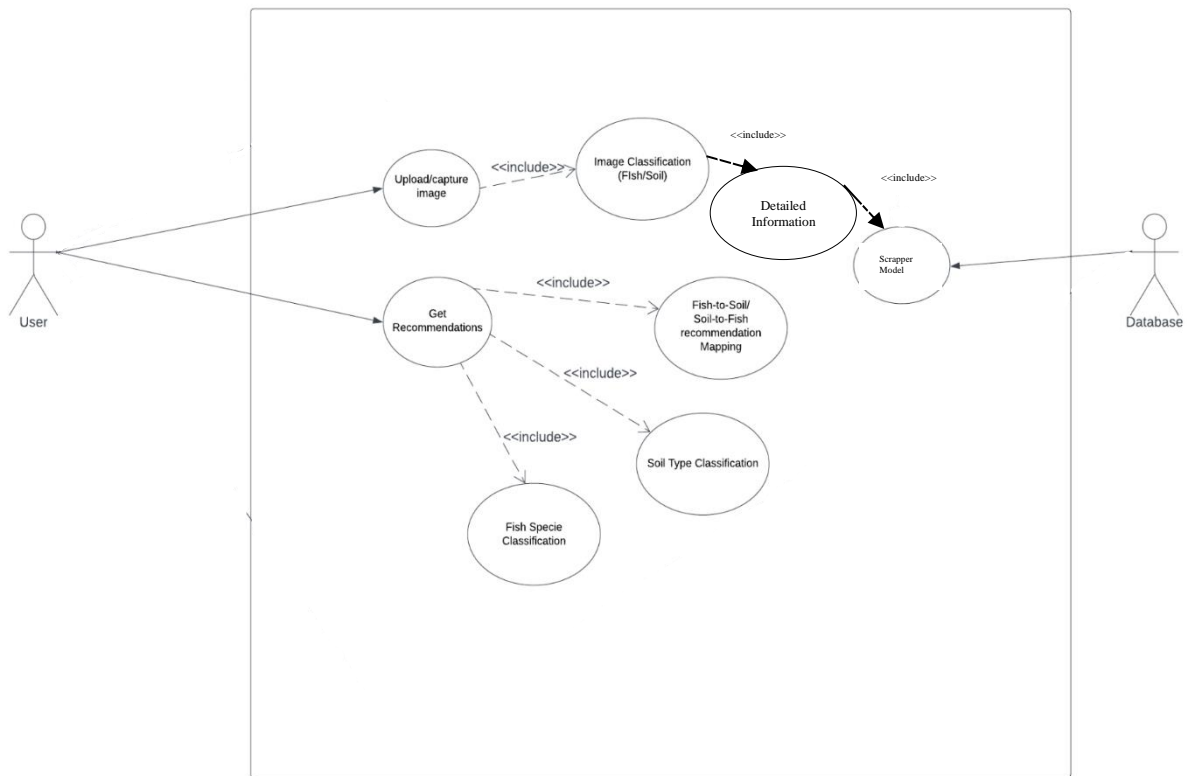 <<include>>
<<include>>
Image Classification
(FIsh/Soil)
<<include>>
Upload/capture
image
Detailed
Information
Scrapper
Model
<<include>>
User
Get
Recommendations
Fish-to-Soil/
Soil-to-Fish
recommendation
Mapping
Database
<<include>>
<<include>>
Soil Type Classification
Fish Specie
Classification